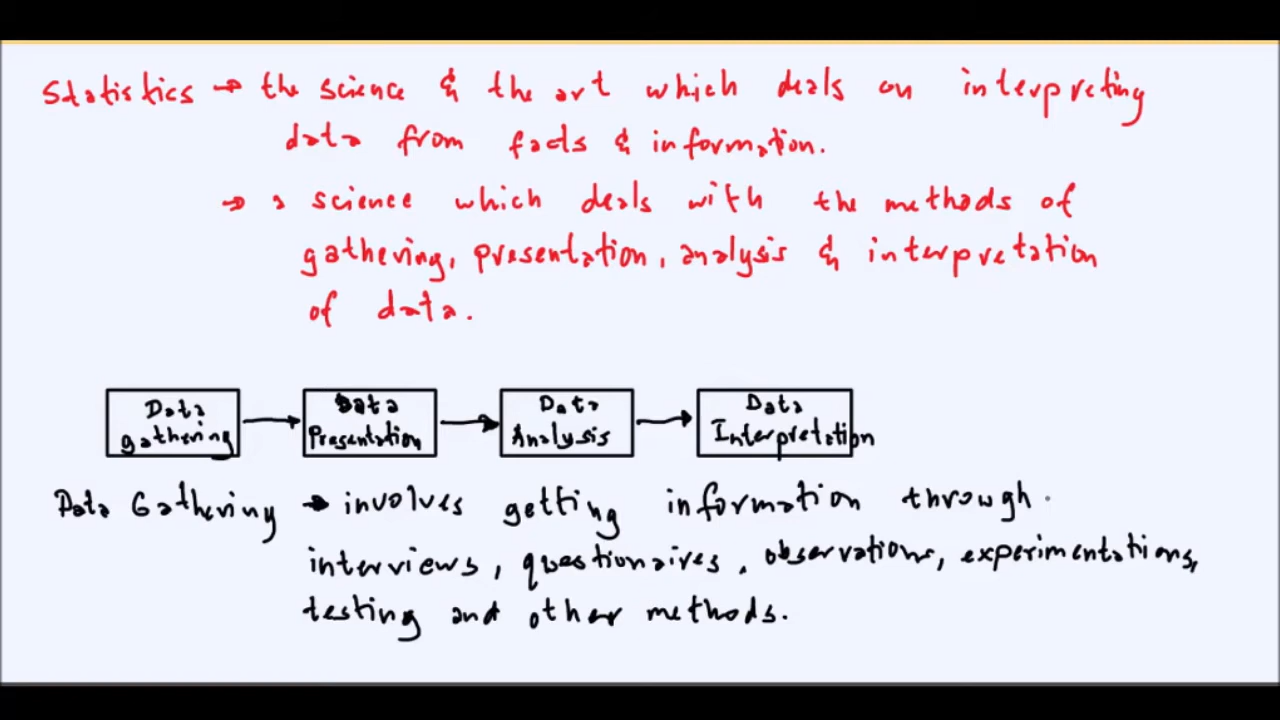 Statistics → the science & the art which deals on interpreting
data from facts & information.
→ a science which deals with the methods of
gathering, presentation, analysis & interpretation
of data.
Data gathering → Data Presentation → Data Analysis → Data Interpretation
Data Gathering → involves getting information through
interviews, questionaires, observations, experimentations,
testing and other methods.